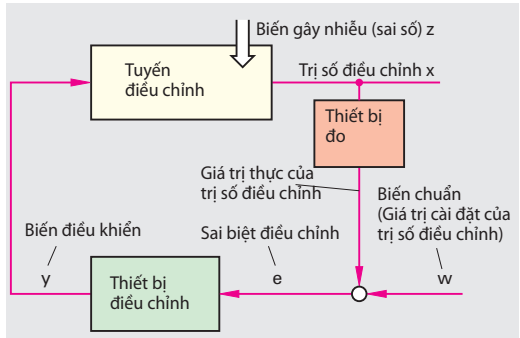 Biến gây nhiễu (sai số) z
Tuyến
điều chỉnh
Trị số điều chỉnh x
Thiết bị
đo
Giá trị thực của
trị số điều chỉnh
Biến chuẩn
(Giá trị cài đặt của
trị số điều chỉnh)
Biến điều khiển
Sai biệt điều chỉnh
y
Thiết bị
điều chỉnh
e
w